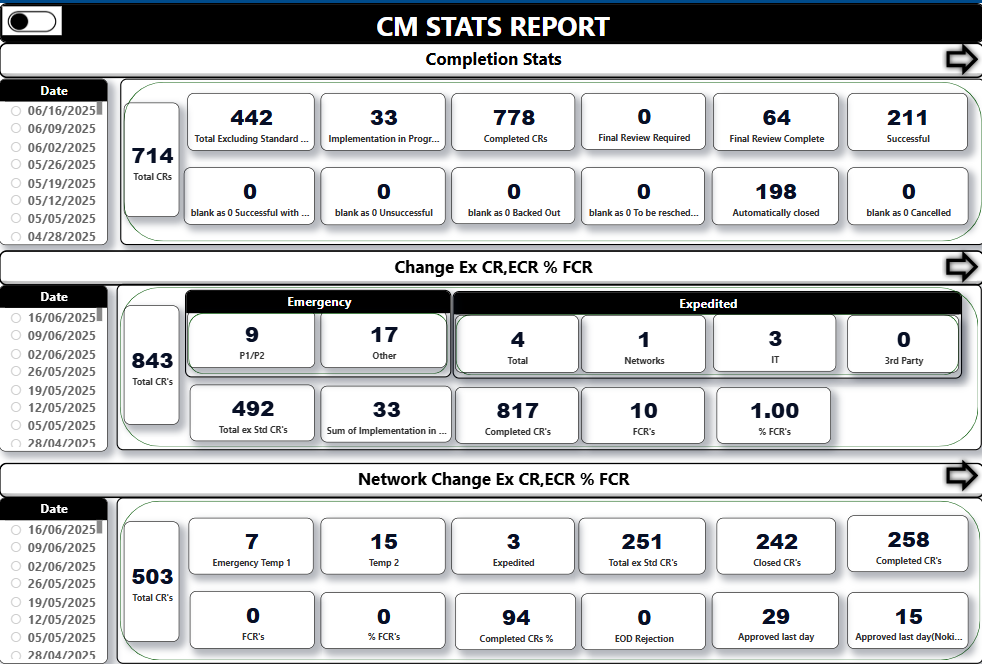 CM STATS REPORT
Completion Stats
Date
06/16/2025
06/09/2025
06/02/2025
05/26/2025
05/19/2025
05/12/2025
05/05/2025
04/28/2025
714
Total CRs
442
Total Excluding Standard ...
33
Implementation in Progr...
778
Completed CRs
0
Final Review Required
64
Final Review Complete
211
Successful
0
blank as 0 Successful with ...
0
blank as 0 Unsuccessful
0
blank as 0 Backed Out
0
blank as 0 To be resched...
198
Automatically closed
0
blank as 0 Cancelled
Change Ex CR,ECR % FCR
Date
16/06/2025
09/06/2025
02/06/2025
26/05/2025
19/05/2025
12/05/2025
05/05/2025
28/04/2025
843
Total CR's
Emergency
9
P1/P2
17
Other
Expedited
4
Total
1
Networks
3
IT
0
3rd Party
492
Total ex Std CR's
33
Sum of Implementation in ...
817
Completed CR's
10
FCR's
1.00
% FCR's
Network Change Ex CR,ECR % FCR
Date
16/06/2025
09/06/2025
02/06/2025
26/05/2025
19/05/2025
12/05/2025
05/05/2025
28/04/2025
503
Total CR's
7
Emergency Temp 1
15
Temp 2
3
Expedited
251
Total ex Std CR's
242
Closed CR's
258
Completed CR's
0
FCR's
0
% FCR's
94
Completed CRs %
0
EOD Rejection
29
Approved last day
15
Approved last day(Noki...